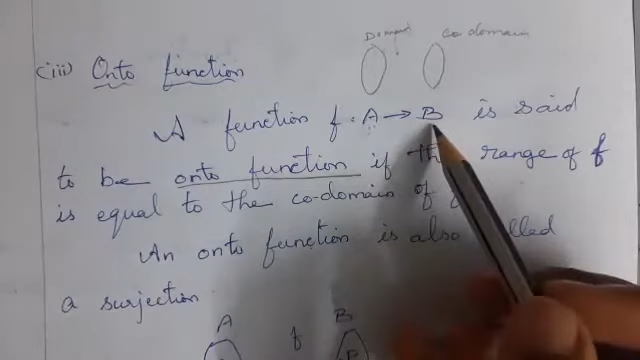 Domain Co domain
(iii) Onto function
A function f: A → B is said
to be onto function if the range of f
is equal to the co-domain of
An onto function is also called
a surjection
A f B